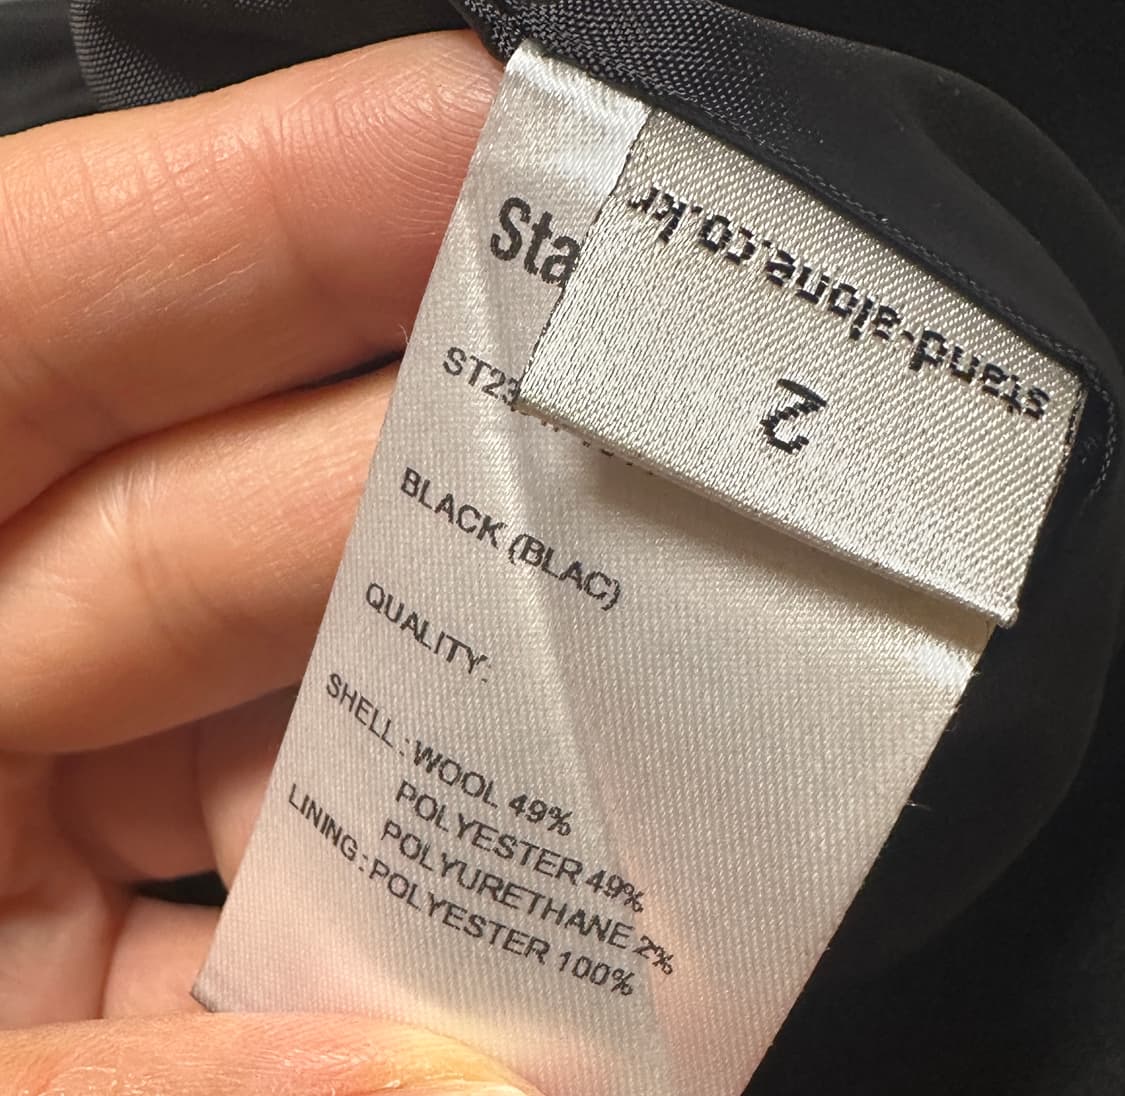 stand-alone.co.kr
2
Sta
ST23
BLACK (BLAC)
QUALITY:
SHELL : WOOL 49%
POLYESTER 49%
POLYURETHANE 2%
LINING : POLYESTER 100%